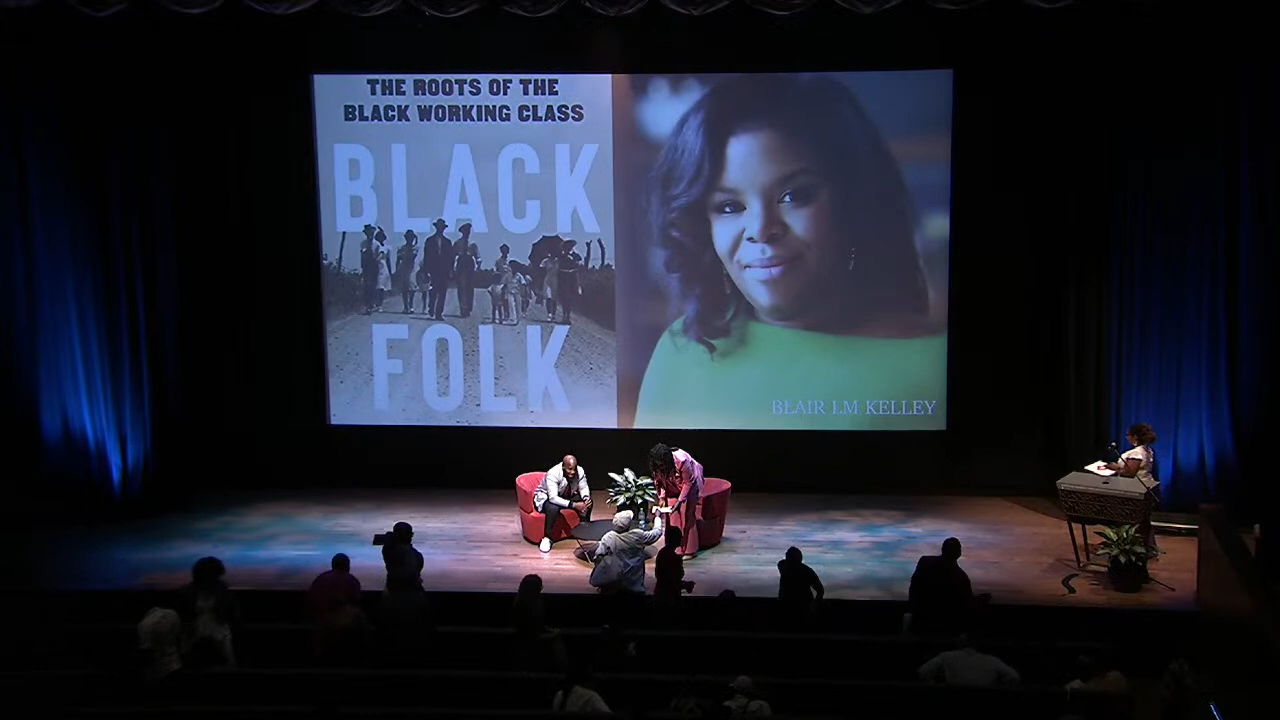 THE ROOTS OF THE
BLACK WORKING CLASS
BLACK
FOLK
BLAIR LM KELLEY